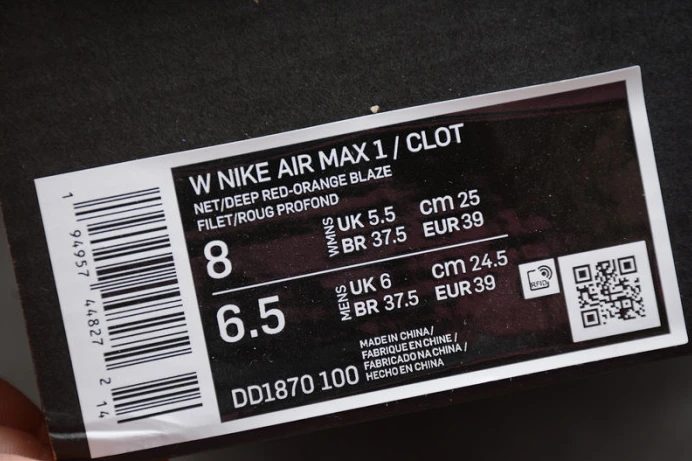 W NIKE AIR MAX 1 / CLOT
NET/DEEP RED-ORANGE BLAZE
FILET/ROUG PROFOND
8
WMNS
UK 5.5 cm 25
BR 37.5 EUR 39
6.5
MENS
UK 6 cm 24.5
BR 37.5 EUR 39
RFID
MADE IN CHINA /
FABRIQUE EN CHINE /
FABRICADO NA CHINA /
HECHO EN CHINA
DD1870 100
1 94957 44827 2 14